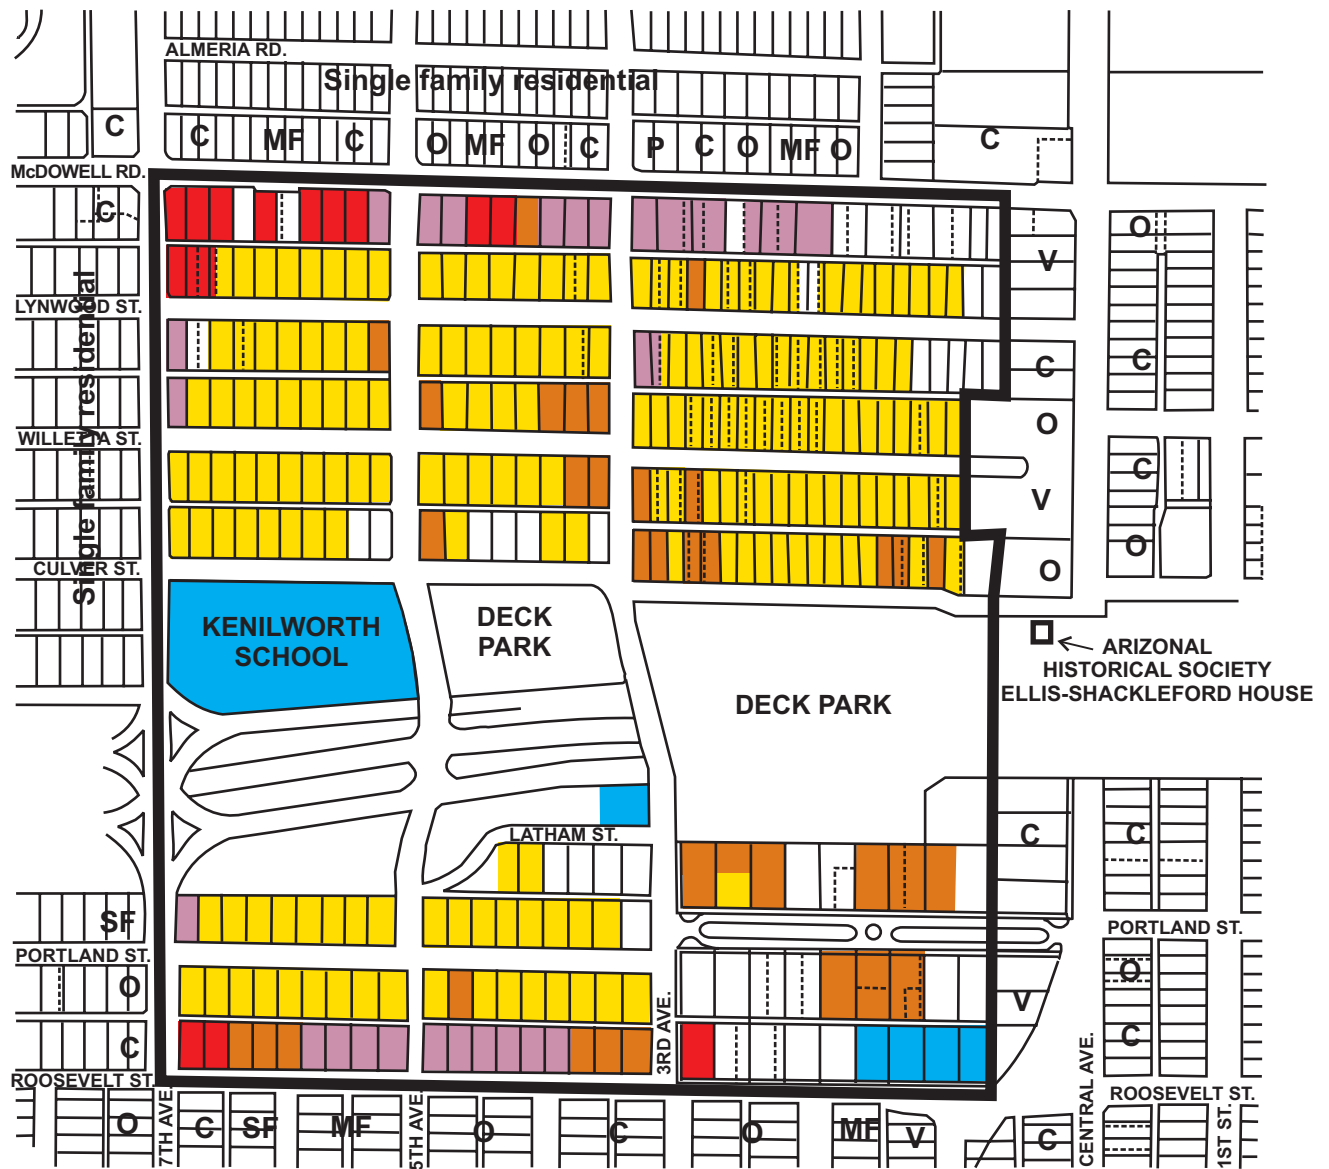 ALMERIA RD.
Single family residential
C
C
MF
C
O
MF
O
C
P
C
O
MF
O
C
McDOWELL RD.
C
O
V
LYNWOOD ST.
Single family residential
C
C
O
WILLETTA ST.
C
V
O
CULVER ST.
O
KENILWORTH
SCHOOL
DECK
PARK
ARIZONAL
HISTORICAL SOCIETY
ELLIS-SHACKLEFORD HOUSE
DECK PARK
LATHAM ST.
C
C
SF
PORTLAND ST.
PORTLAND ST.
O
O
V
C
C
3RD AVE.
CENTRAL AVE.
ROOSEVELT ST.
ROOSEVELT ST.
7TH AVE.
5TH AVE.
1ST ST.
O
C
SF
MF
O
C
O
MF
V
C